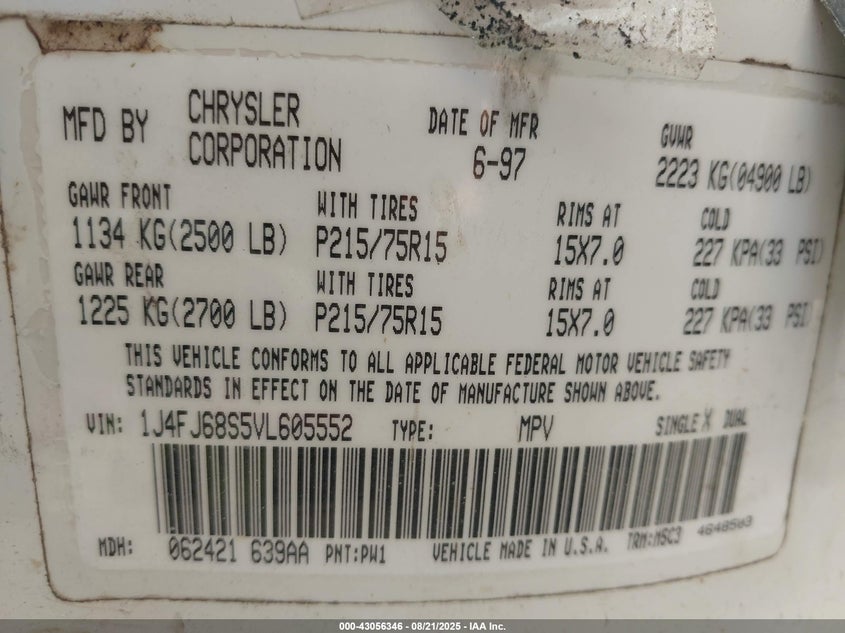 MFD BY CHRYSLER CORPORATION DATE OF MFR 6-97 GVWR 2223 KG(04900 LB)
GAWR FRONT WITH TIRES RIMS AT COLD
1134 KG(2500 LB) P215/75R15 15X7.0 227 KPA(33 PSI)
GAWR REAR WITH TIRES RIMS AT COLD
1225 KG(2700 LB) P215/75R15 15X7.0 227 KPA(33 PSI)
THIS VEHICLE CONFORMS TO ALL APPLICABLE FEDERAL MOTOR VEHICLE SAFETY
STANDARDS IN EFFECT ON THE DATE OF MANUFACTURE SHOWN ABOVE.
VIN: 1J4FJ68S5VL605552 TYPE: MPV SINGLE X DUAL
MDH: 062421 639AA PNT:PW1 VEHICLE MADE IN U.S.A. TRM:MSC3 4648503
000-43056346 - 08/21/2025 - IAA Inc.